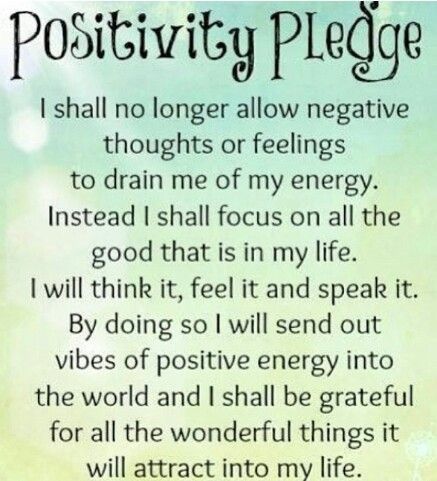 Positivity Pledge
I shall no longer allow negative
thoughts or feelings
to drain me of my energy.
Instead I shall focus on all the
good that is in my life.
I will think it, feel it and speak it.
By doing so I will send out
vibes of positive energy into
the world and I shall be grateful
for all the wonderful things it
will attract into my life.